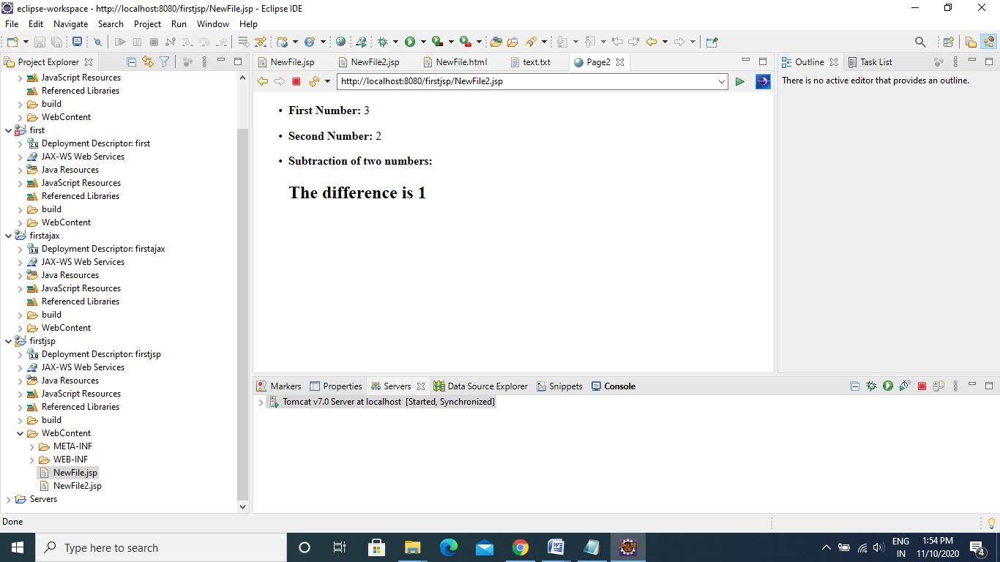 eclipse-workspace - http://localhost:8080/firstjsp/NewFile.jsp - Eclipse IDE
File Edit Navigate Search Project Run Window Help
Project Explorer
JavaScript Resources
Referenced Libraries
build
WebContent
first
Deployment Descriptor: first
JAX-WS Web Services
Java Resources
JavaScript Resources
Referenced Libraries
build
WebContent
firstajax
Deployment Descriptor: firstajax
JAX-WS Web Services
Java Resources
JavaScript Resources
Referenced Libraries
build
WebContent
firstjsp
Deployment Descriptor: firstjsp
JAX-WS Web Services
Java Resources
JavaScript Resources
Referenced Libraries
build
WebContent
META-INF
WEB-INF
NewFile.jsp
NewFile2.jsp
Servers
NewFile.jsp NewFile2.jsp NewFile.html text.txt Page2
http://localhost:8080/firstjsp/NewFile2.jsp
• First Number: 3
• Second Number: 2
• Subtraction of two numbers:
The difference is 1
Outline Task List
There is no active editor that provides an outline.
Markers Properties Servers Data Source Explorer Snippets Console
Tomcat v7.0 Server at localhost [Started, Synchronized]
Done
Type here to search
ENG
IN
1:54 PM
11/10/2020
4